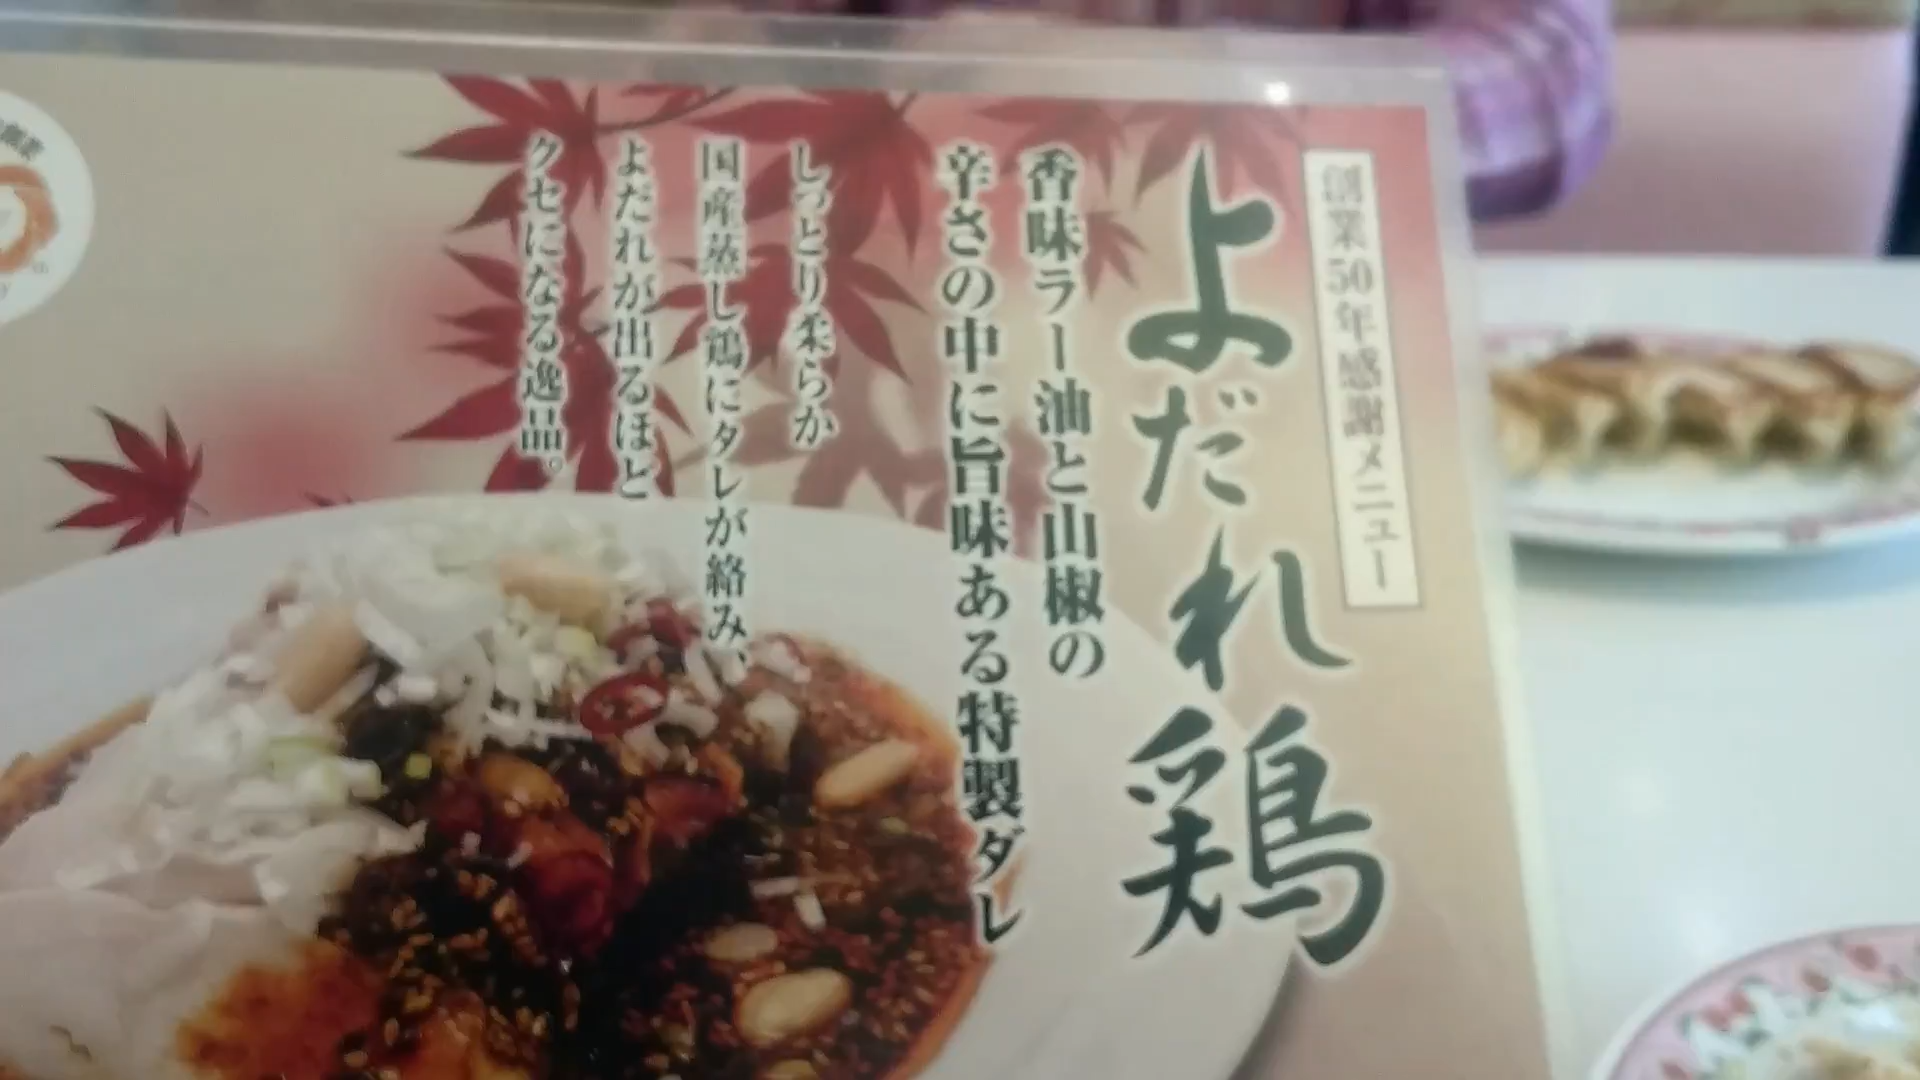 創業50年感謝メニュー
よだれ鶏
香味ラー油と山椒の
辛さの中に旨味ある特製ダレ
しっとり柔らか
国産蒸し鶏にタレが絡み、
よだれが出るほど
クセになる逸品。